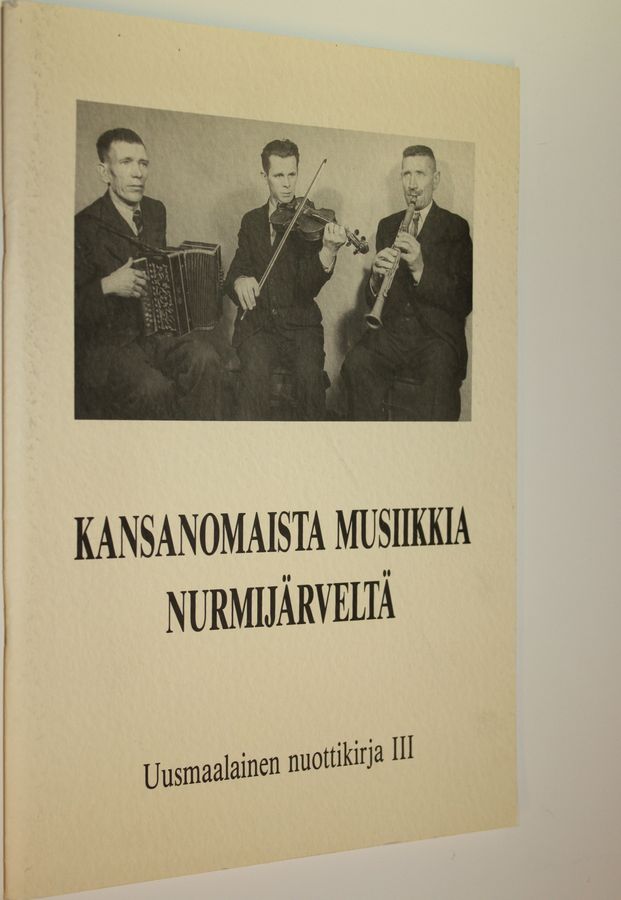 KANSANOMAISTA MUSIIKKIA
NURMIJÄRVELTÄ
Uusmaalainen nuottikirja III